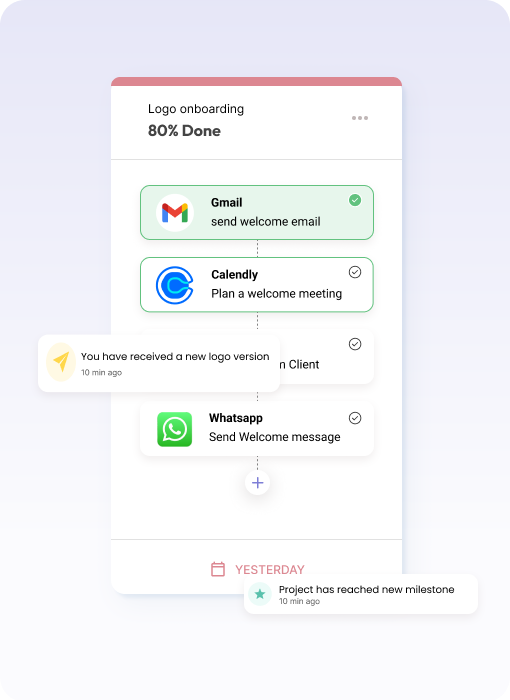 Logo onboarding
80% Done
Gmail
send welcome email
Calendly
Plan a welcome meeting
You have received a new logo version
10 min ago
Client
Whatsapp
Send Welcome message
YESTERDAY
Project has reached new milestone
10 min ago